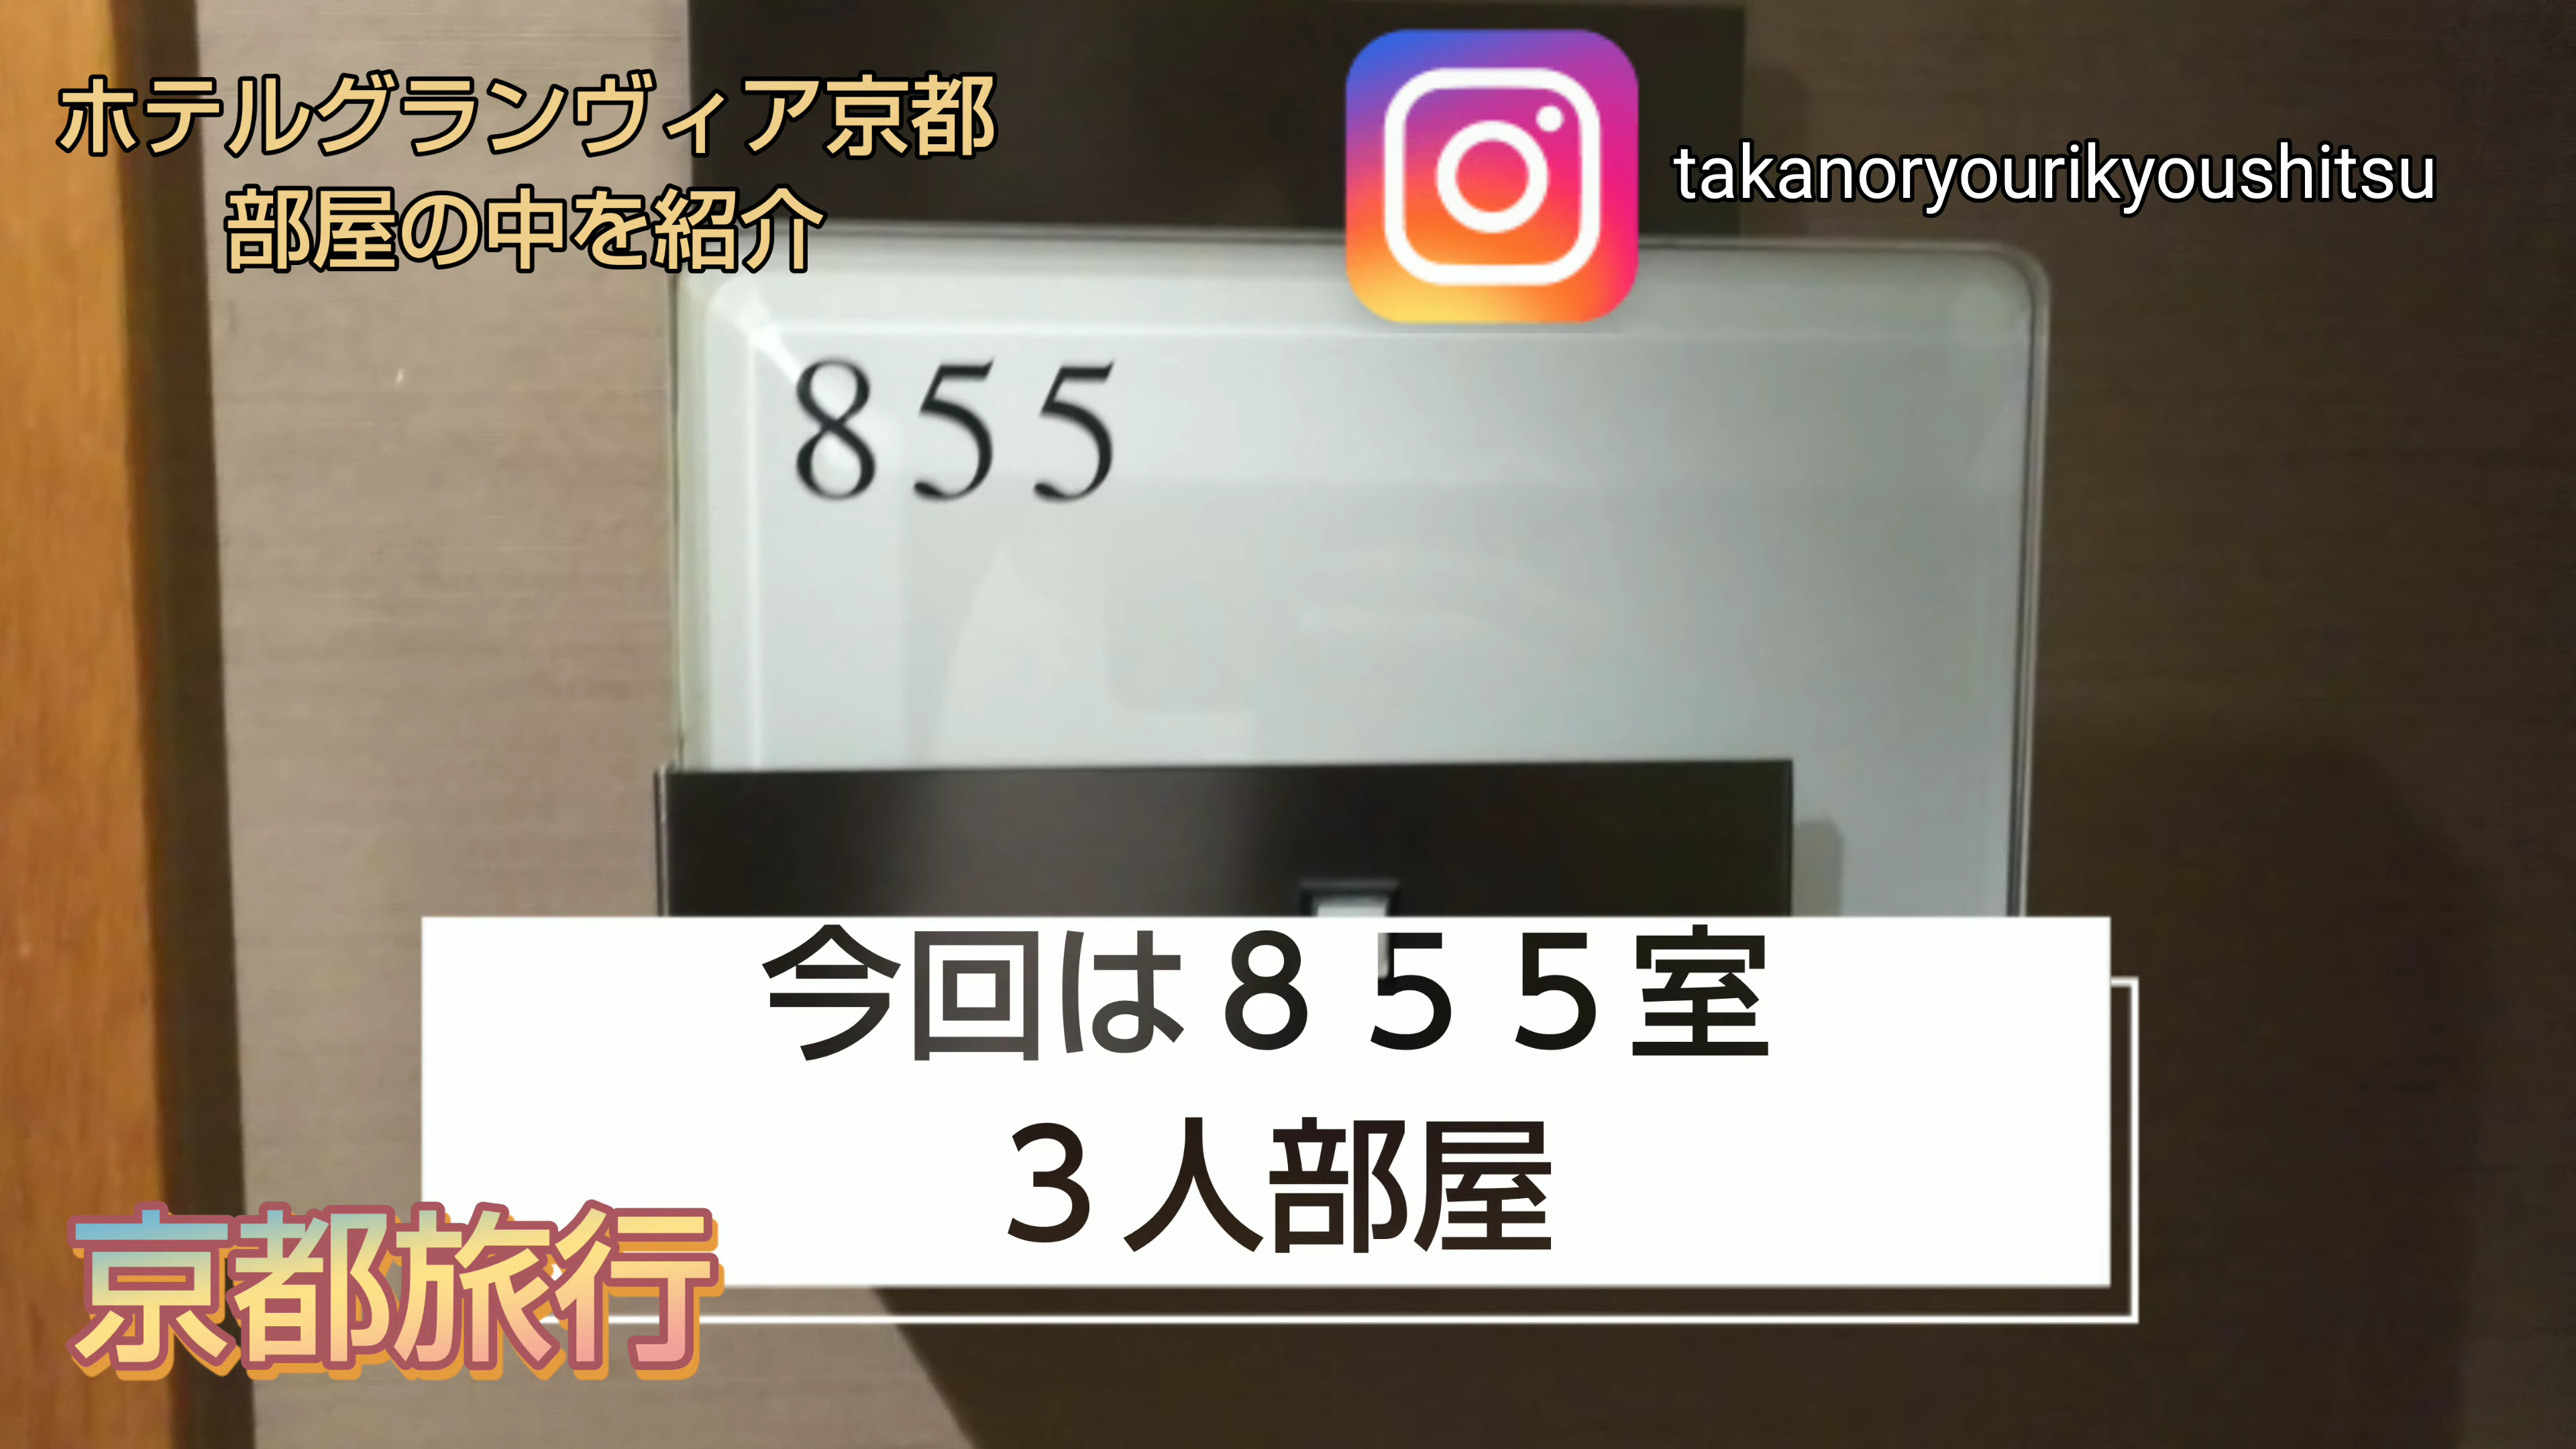 ホテルグランヴィア京都
部屋の中を紹介
takanoryourikyoushitsu
855
今回は８５５室
３人部屋
京都旅行